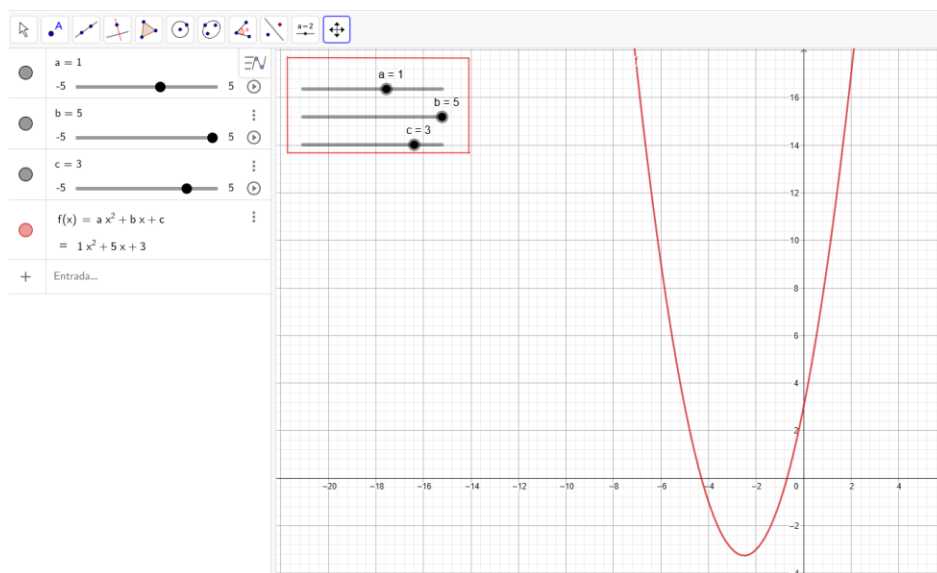 A
a=2
a = 1
-5
5
b = 5
-5
5
c = 3
-5
5
f(x) = a x² + b x + c
= 1 x² + 5 x + 3
+
Entrada...
a = 1
b = 5
c = 3
f
16
14
12
10
8
6
4
2
−20
−18
−16
−14
−12
−10
−8
−6
−4
−2
0
2
4
−2
−4